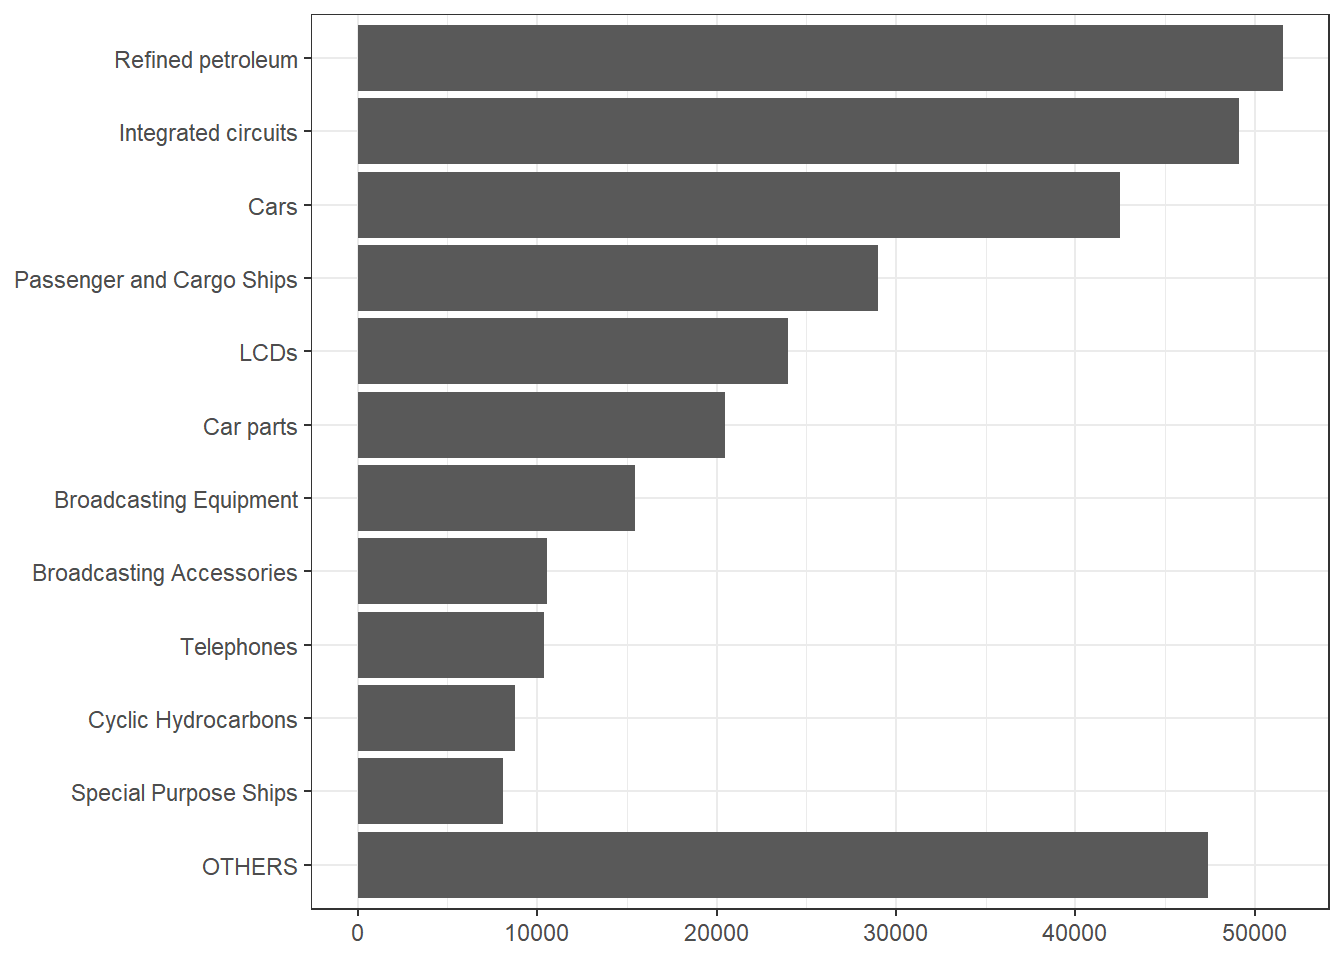 Refined petroleum
Integrated circuits
Cars
Passenger and Cargo Ships
LCDs
Car parts
Broadcasting Equipment
Broadcasting Accessories
Telephones
Cyclic Hydrocarbons
Special Purpose Ships
OTHERS
0 10000 20000 30000 40000 50000